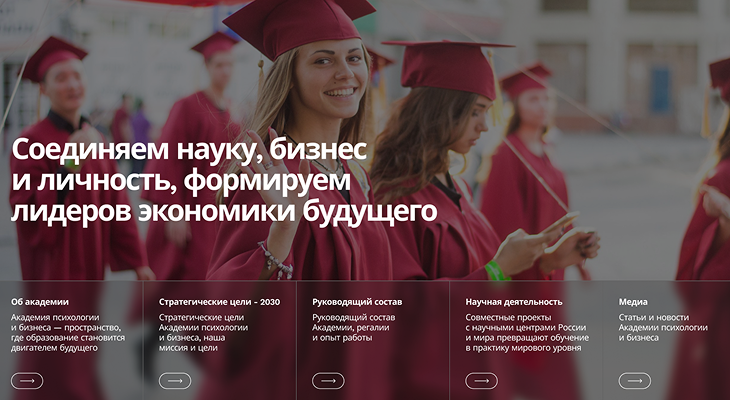 Соединяем науку, бизнес
и личность, формируем
лидеров экономики будущего
Об академии
Академия психологии
и бизнеса — пространство,
где образование становится
двигателем будущего
Стратегические цели – 2030
Стратегические цели
Академии психологии
и бизнеса, наша
миссия и цели
Руководящий состав
Руководящий состав
Академии, регалии
и опыт работы
Научная деятельность
Совместные проекты
с научными центрами России
и мира превращают обучение
в практику мирового уровня
Медиа
Статьи и новости
Академии психологии
и бизнеса